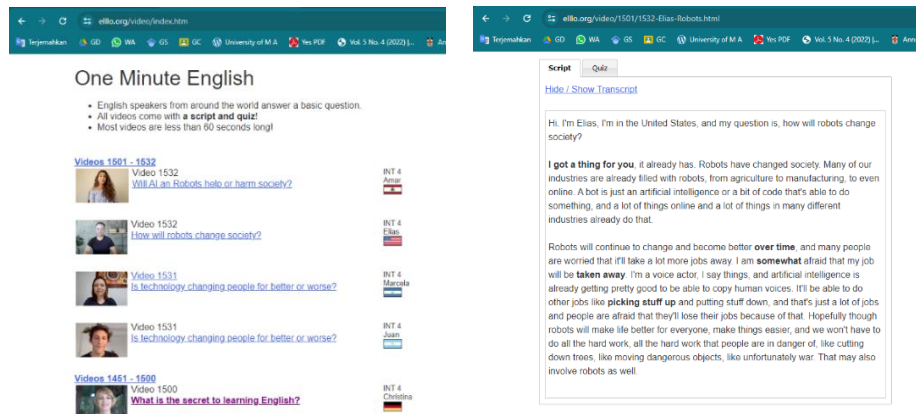 elllo.org/video/index.htm
Terjemahkan GD WA GS GC University of M A Yes PDF Vol. 5 No. 4 (2022) |... An
One Minute English
• English speakers from around the world answer a basic question.
• All videos come with a script and quiz!
• Most videos are less than 60 seconds long!
Videos 1501 - 1532
Video 1532
Will AI an Robots help or harm society?
INT 4
Amar
Video 1532
How will robots change society?
INT 4
Elias
Video 1531
Is technology changing people for better or worse?
INT 4
Marcela
Video 1531
Is technology changing people for better or worse?
INT 4
Juan
Videos 1451 - 1500
Video 1500
What is the secret to learning English?
INT 4
Christina
elllo.org/video/1501/1532-Elias-Robots.html
Terjemahkan GD WA GS GC University of M A Yes PDF Vol. 5 No. 4 (2022) |... Ann
Script Quiz
Hide / Show Transcript
Hi. I'm Elias, I'm in the United States, and my question is, how will robots change
society?
I got a thing for you, it already has. Robots have changed society. Many of our
industries are already filled with robots, from agriculture to manufacturing, to even
online. A bot is just an artificial intelligence or a bit of code that's able to do
something, and a lot of things online and a lot of things in many different
industries already do that.
Robots will continue to change and become better over time, and many people
are worried that it'll take a lot more jobs away. I am somewhat afraid that my job
will be taken away. I'm a voice actor, I say things, and artificial intelligence is
already getting pretty good to be able to copy human voices. It'll be able to do
other jobs like picking stuff up and putting stuff down, and that's just a lot of jobs
and people are afraid that they'll lose their jobs because of that. Hopefully though
robots will make life better for everyone, make things easier, and we won't have to
do all the hard work, all the hard work that people are in danger of, like cutting
down trees, like moving dangerous objects, like unfortunately war. That may also
involve robots as well.